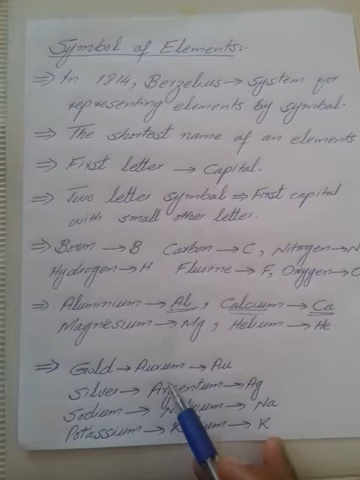 Symbol of Elements:-
⇒ In 1814, Berzelius → System for
representing elements by symbol.
⇒ The shortest name of an elements
⇒ First letter → Capital.
⇒ Two letter symbol ⇒ First capital
with small other letter.
⇒ Boron → B Carbon → C, Nitrogen → N
Hydrogen → H Fluorine → F, Oxygen →
⇒ Aluminium → Al, Calcium → Ca
Magnesium → Mg, Helium → He
⇒ Gold → Aurum → Au
Silver → Argentum → Ag
Sodium → → Na
Potassium → → K